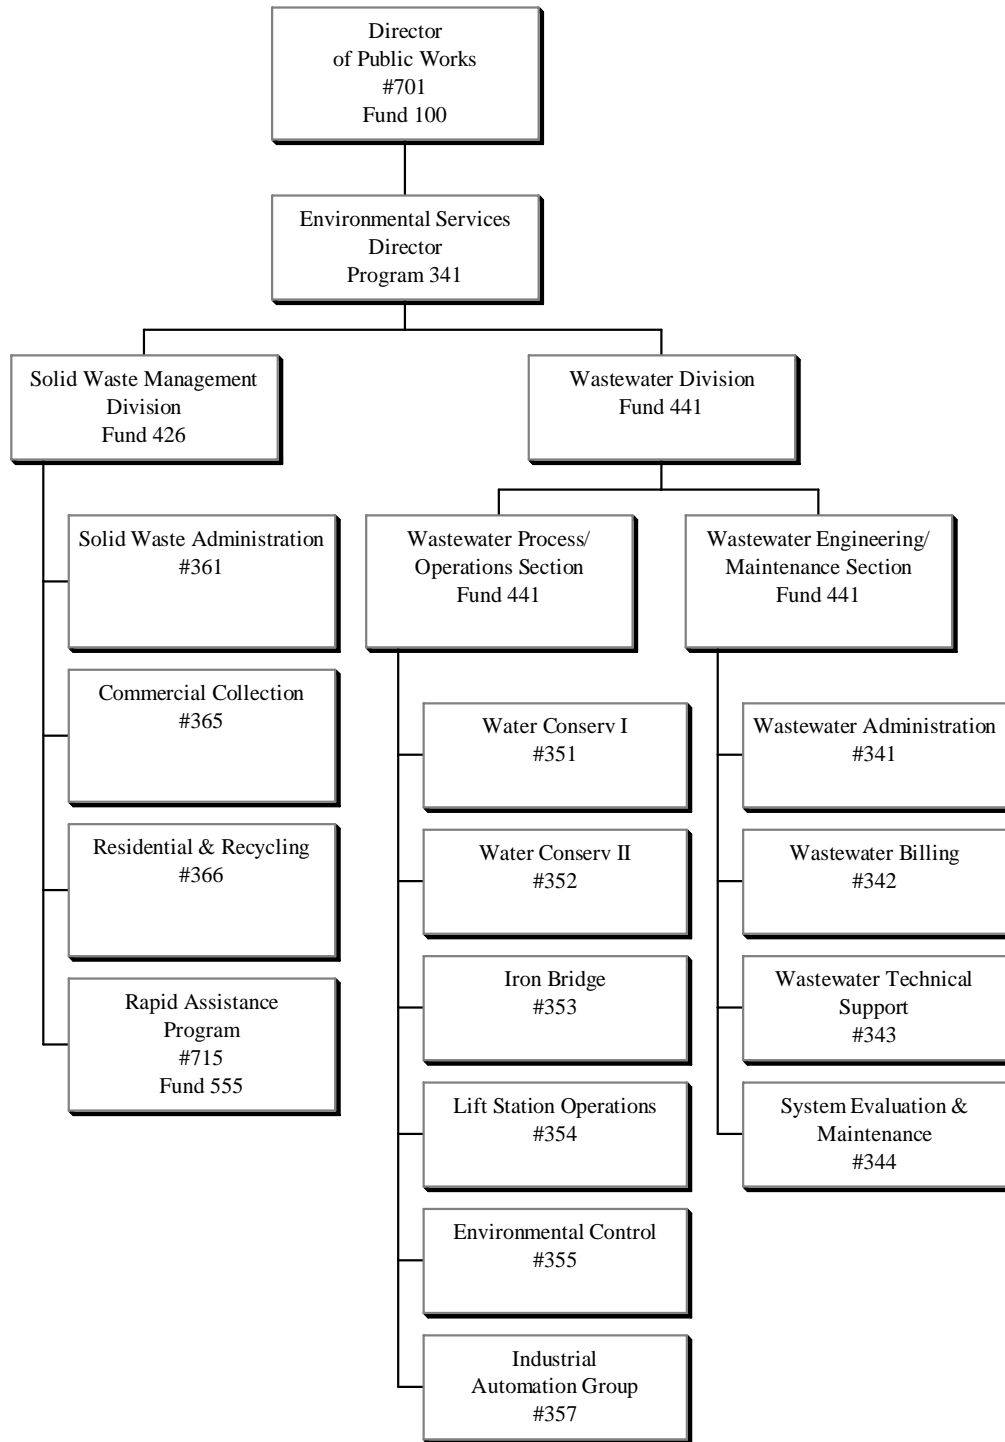 Director
of Public Works
#701
Fund 100
Environmental Services
Director
Program 341
Solid Waste Management
Division
Fund 426
Wastewater Division
Fund 441
Solid Waste Administration
#361
Commercial Collection
#365
Residential & Recycling
#366
Rapid Assistance
Program
#715
Fund 555
Wastewater Process/
Operations Section
Fund 441
Water Conserv I
#351
Water Conserv II
#352
Iron Bridge
#353
Lift Station Operations
#354
Environmental Control
#355
Industrial
Automation Group
#357
Wastewater Engineering/
Maintenance Section
Fund 441
Wastewater Administration
#341
Wastewater Billing
#342
Wastewater Technical
Support
#343
System Evaluation &
Maintenance
#344